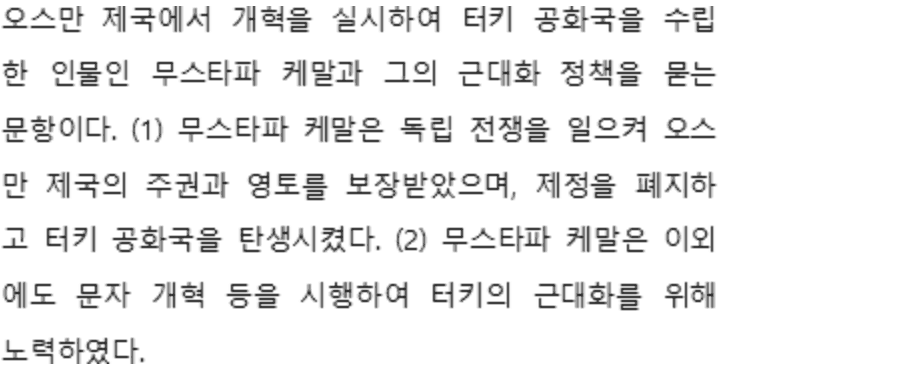 오스만 제국에서 개혁을 실시하여 터키 공화국을 수립
한 인물인 무스타파 케말과 그의 근대화 정책을 묻는
문항이다. (1) 무스타파 케말은 독립 전쟁을 일으켜 오스
만 제국의 주권과 영토를 보장받았으며, 제정을 폐지하
고 터키 공화국을 탄생시켰다. (2) 무스타파 케말은 이외
에도 문자 개혁 등을 시행하여 터키의 근대화를 위해
노력하였다.